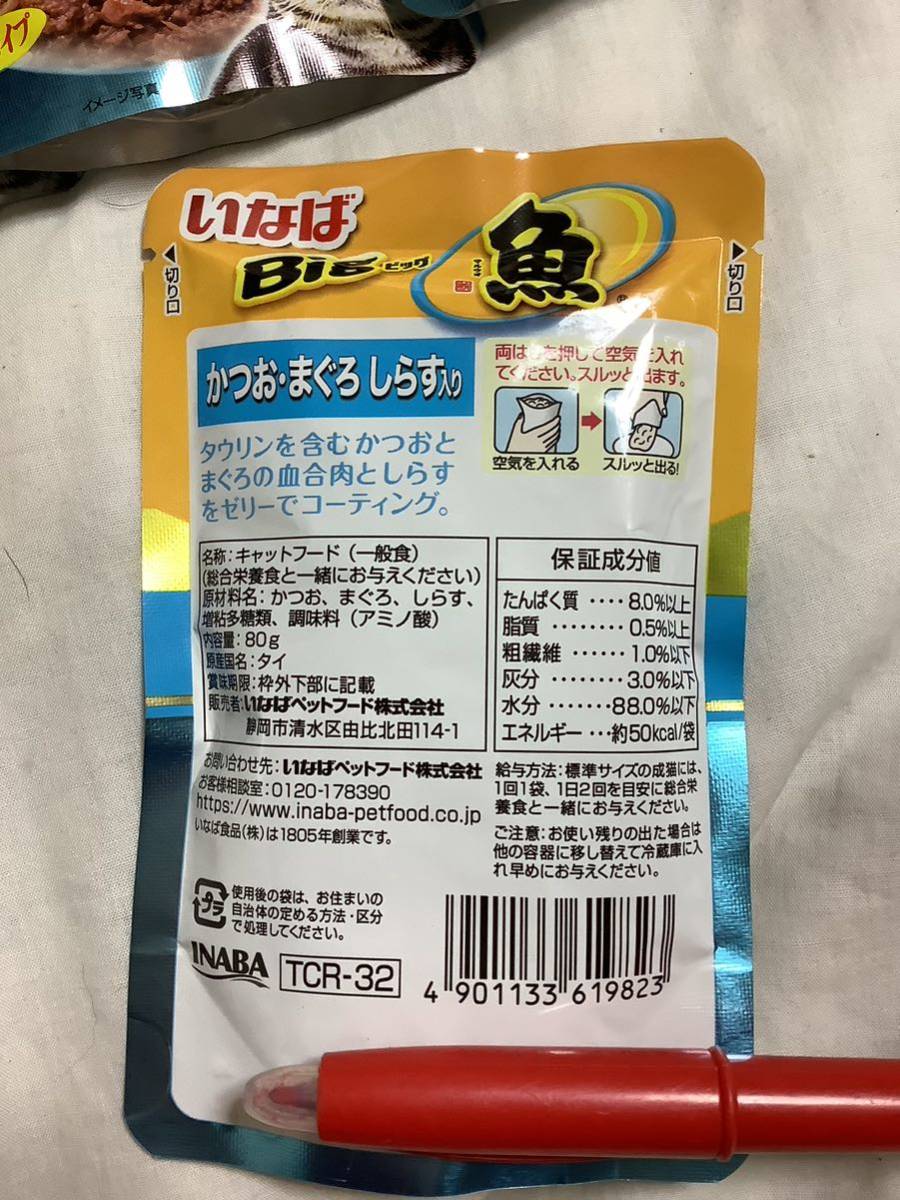 イプ
イメージ写真
いなば
Big ビッグ 魚
切り口
切り口
かつお・まぐろ しらす入り
タウリンを含むかつおと
まぐろの血合肉としらす
をゼリーでコーティング。
両はしを押して空気を入れ
てください。スルッと出ます。
空気を入れる
スルッと出る!
名称:キャットフード(一般食)
(総合栄養食と一緒にお与えください)
原材料名:かつお、まぐろ、しらす、
増粘多糖類、調味料(アミノ酸)
内容量:80g
原産国名:タイ
賞味期限:枠外下部に記載
販売者:いなばペットフード株式会社
静岡市清水区由比北田114-1
保証成分値
たんぱく質 ････ 8.0%以上
脂質 ････････ 0.5%以上
粗繊維 ･･････ 1.0%以下
灰分 ････････ 3.0%以下
水分 ･･･････88.0%以下
エネルギー ･･･約50kcal/袋
お問い合わせ先:いなばペットフード株式会社
お客様相談室:0120-178390
https://www.inaba-petfood.co.jp
いなば食品(株)は1805年創業です。
給与方法:標準サイズの成猫には、
1回1袋、1日2回を目安に総合栄
養食と一緒にお与えください。
ご注意:お使い残りの出た場合は
他の容器に移し替えて冷蔵庫に入
れ早めにお与えください。
プラ
使用後の袋は、お住まいの
自治体の定める方法・区分
で処理してください。
INABA
TCR-32
4 901133 619823